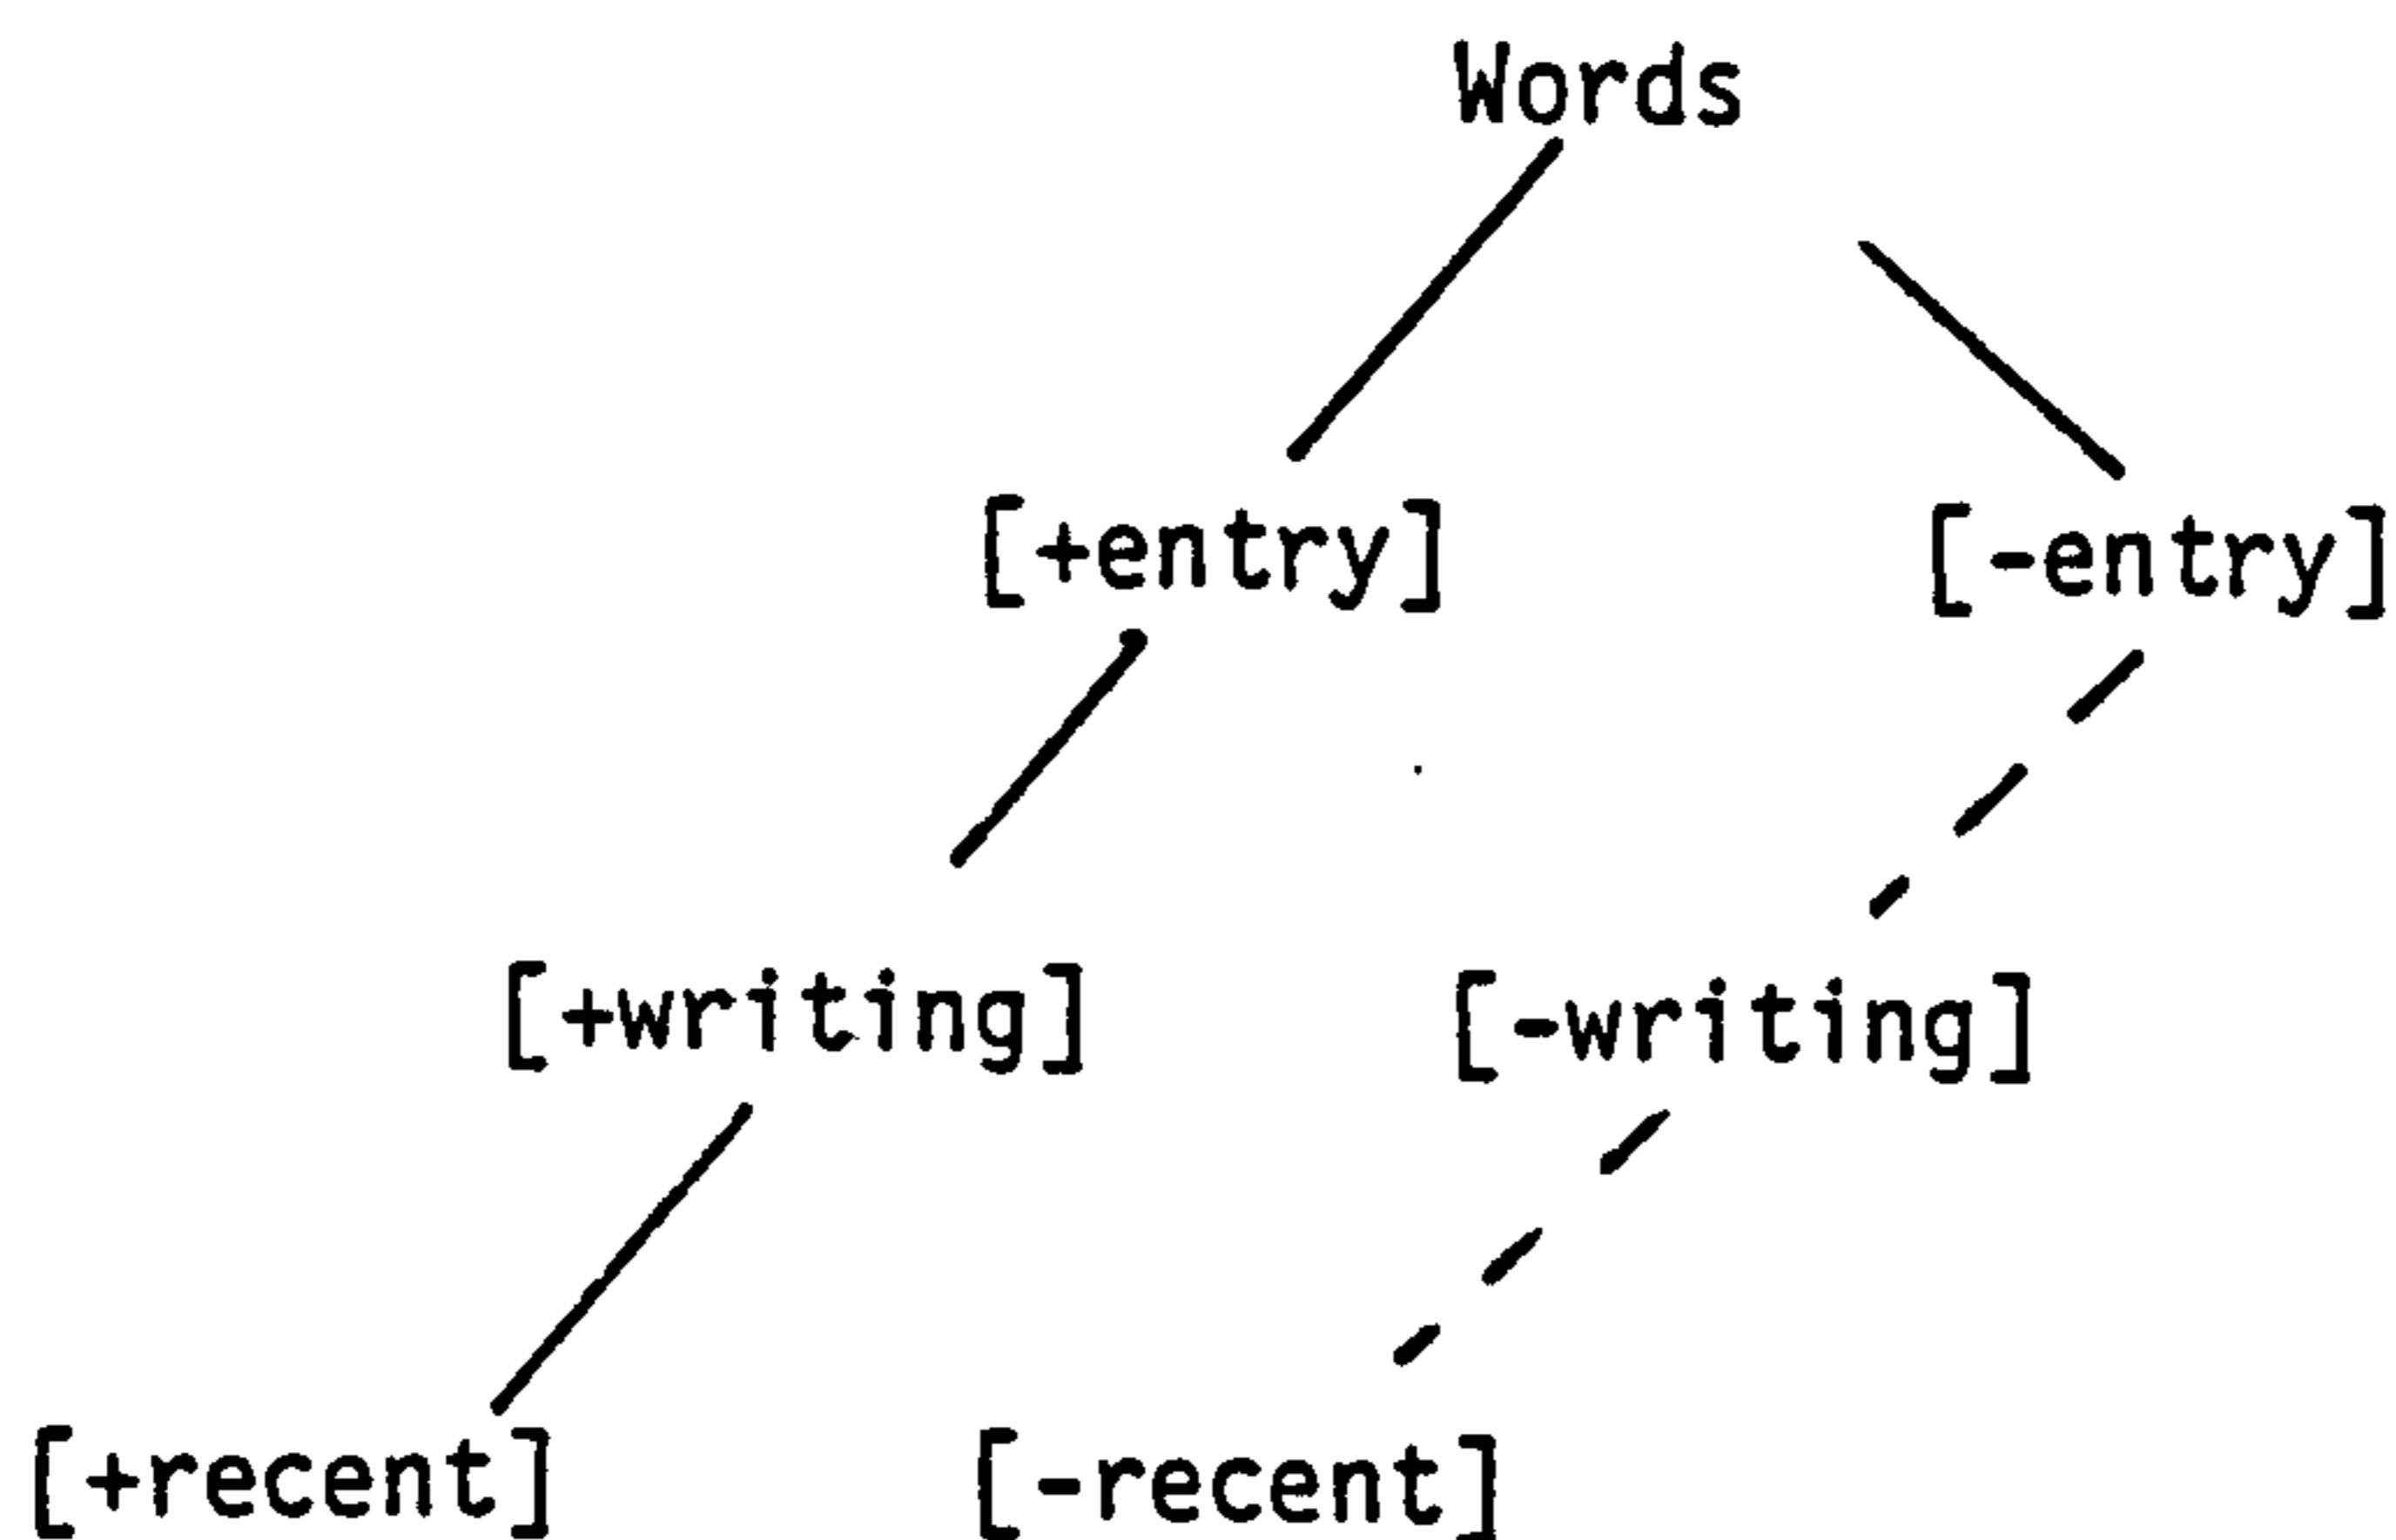 Words
[+entry] [-entry]
[+writing] [-writing]
[+recent] [-recent]